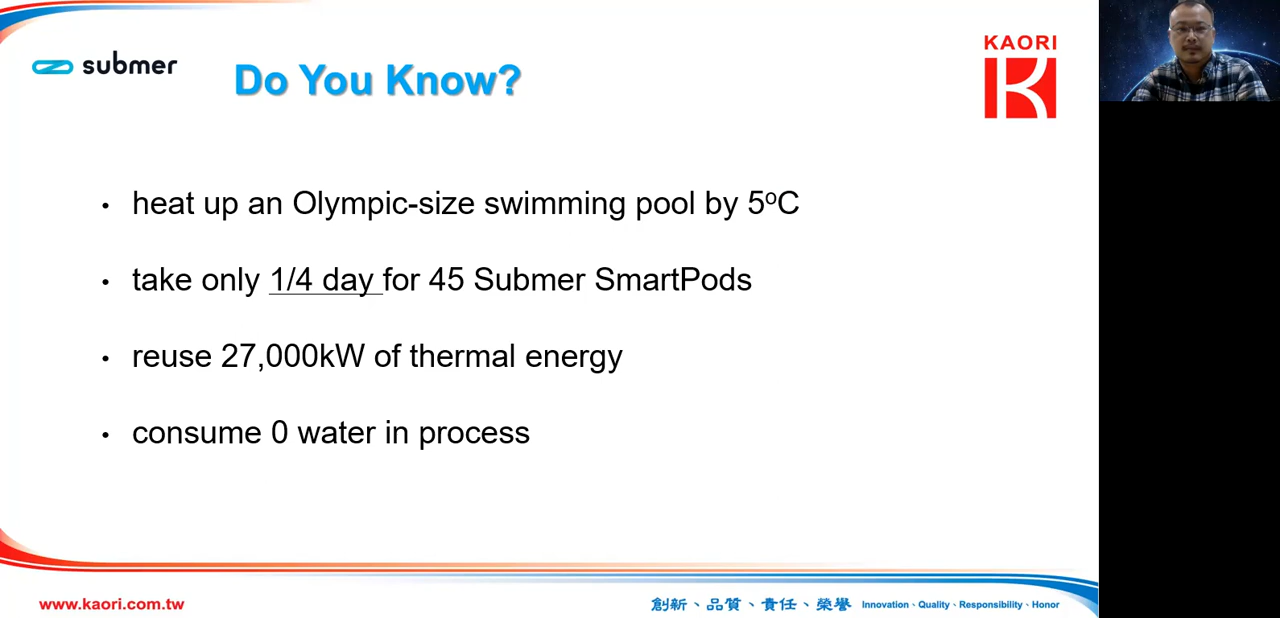 submer
Do You Know?
KAORI
• heat up an Olympic-size swimming pool by 5ºC
• take only 1/4 day for 45 Submer SmartPods
• reuse 27,000kW of thermal energy
• consume 0 water in process
www.kaori.com.tw
創新、品質、責任、榮譽 Innovation、Quality、Responsibility、Honor